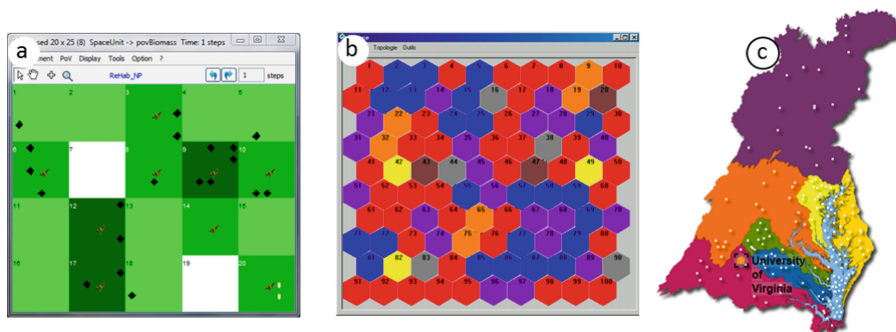 a
sed 20 x 25 (8) SpaceUnit -> povBiomass Time: 1 steps
ment PoV Display Tools Option ?
ReHab_NP 1 steps
1 2 3 4 5
6 7 8 9 10
11 12 13 14 15
16 17 18 19 20
b
Topologie Outils
1 2 3 4 5 6 7 8 9 10
11 12 13 14 15 16 17 18 19 20
21 22 23 24 25 26 27 28 29 30
31 32 33 34 35 36 37 38 39 40
41 42 43 44 45 46 47 48 49 50
51 52 53 54 55 56 57 58 59 60
61 62 63 64 65 66 67 68 69 70
71 72 73 74 75 76 77 78 79 80
81 82 83 84 85 86 87 88 89 90
91 92 93 94 95 96 97 98 99 100
c
University
of
Virginia